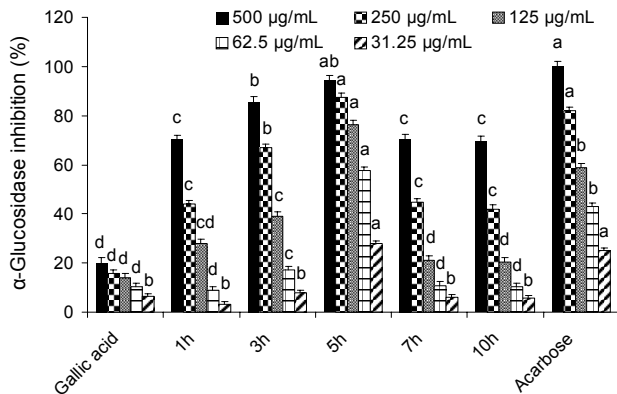 500 µg/mL 250 µg/mL 125 µg/mL
62.5 µg/mL 31.25 µg/mL
α-Glucosidase inhibition (%)
120
100
80
60
40
20
0
d d d d b
c c cd d b
b b c c b
ab a a a a
c c d d b
c c d d b
a a b b a
Gallic acid 1h 3h 5h 7h 10h Acarbose